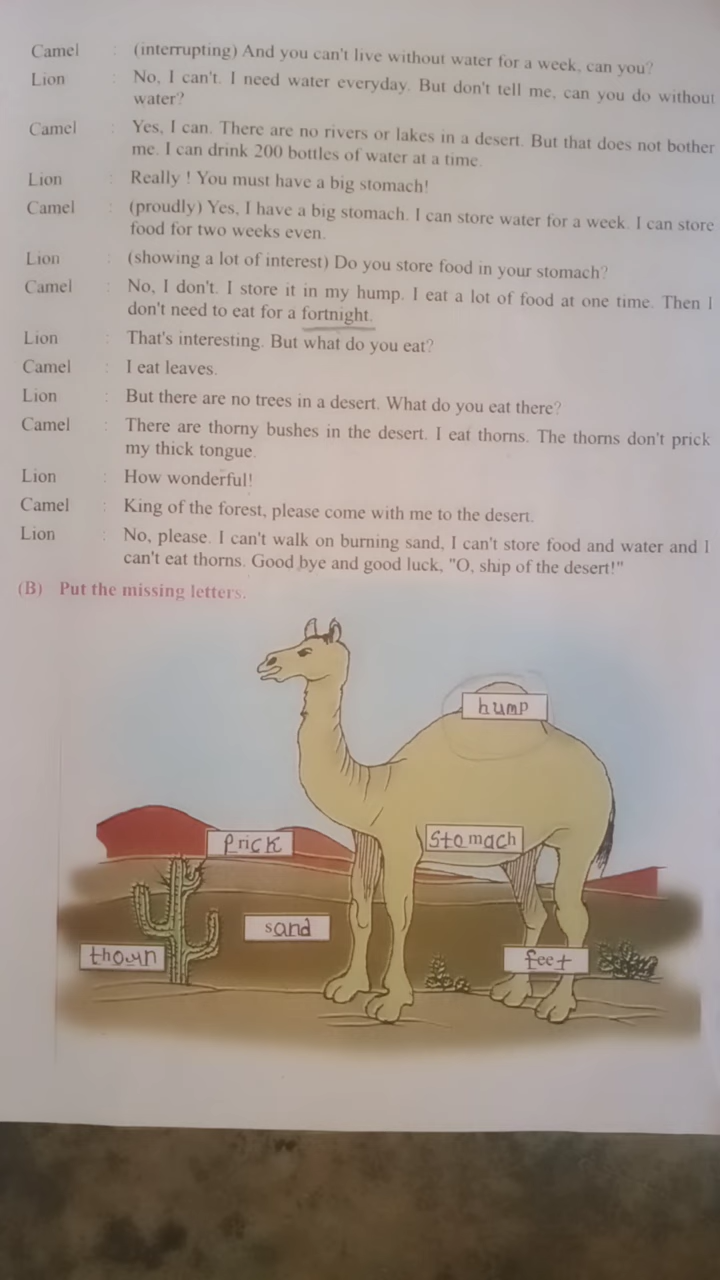 Camel : (interrupting) And you can't live without water for a week, can you?
Lion : No, I can't. I need water everyday. But don't tell me, can you do without
water?
Camel : Yes, I can. There are no rivers or lakes in a desert. But that does not bother
me. I can drink 200 bottles of water at a time.
Lion : Really ! You must have a big stomach!
Camel : (proudly) Yes, I have a big stomach. I can store water for a week. I can store
food for two weeks even.
Lion : (showing a lot of interest) Do you store food in your stomach?
Camel : No, I don't. I store it in my hump. I eat a lot of food at one time. Then I
don't need to eat for a fortnight.
Lion : That's interesting. But what do you eat?
Camel : I eat leaves.
Lion : But there are no trees in a desert. What do you eat there?
Camel : There are thorny bushes in the desert. I eat thorns. The thorns don't prick
my thick tongue.
Lion : How wonderful!
Camel : King of the forest, please come with me to the desert.
Lion : No, please. I can't walk on burning sand, I can't store food and water and I
can't eat thorns. Good bye and good luck, "O, ship of the desert!"
(B) Put the missing letters.
hump
prick
stomach
sand
thorn
feet